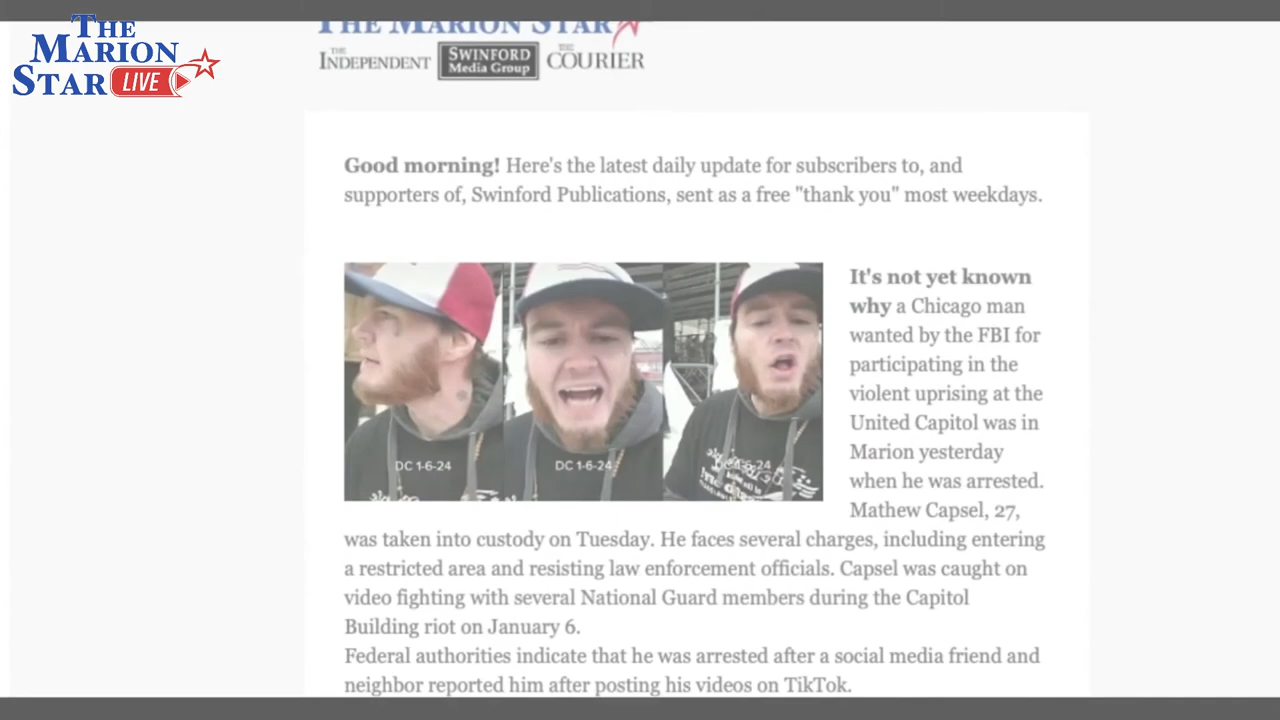 THE
MARION
STAR LIVE
THE MARION STAR
THE INDEPENDENT
SWINFORD
Media Group
THE COURIER
Good morning! Here's the latest daily update for subscribers to, and
supporters of, Swinford Publications, sent as a free "thank you" most weekdays.
DC 1-6-24
DC 1-6-24
It's not yet known
why a Chicago man
wanted by the FBI for
participating in the
violent uprising at the
United Capitol was in
Marion yesterday
when he was arrested.
Mathew Capsel, 27,
was taken into custody on Tuesday. He faces several charges, including entering
a restricted area and resisting law enforcement officials. Capsel was caught on
video fighting with several National Guard members during the Capitol
Building riot on January 6.
Federal authorities indicate that he was arrested after a social media friend and
neighbor reported him after posting his videos on TikTok.